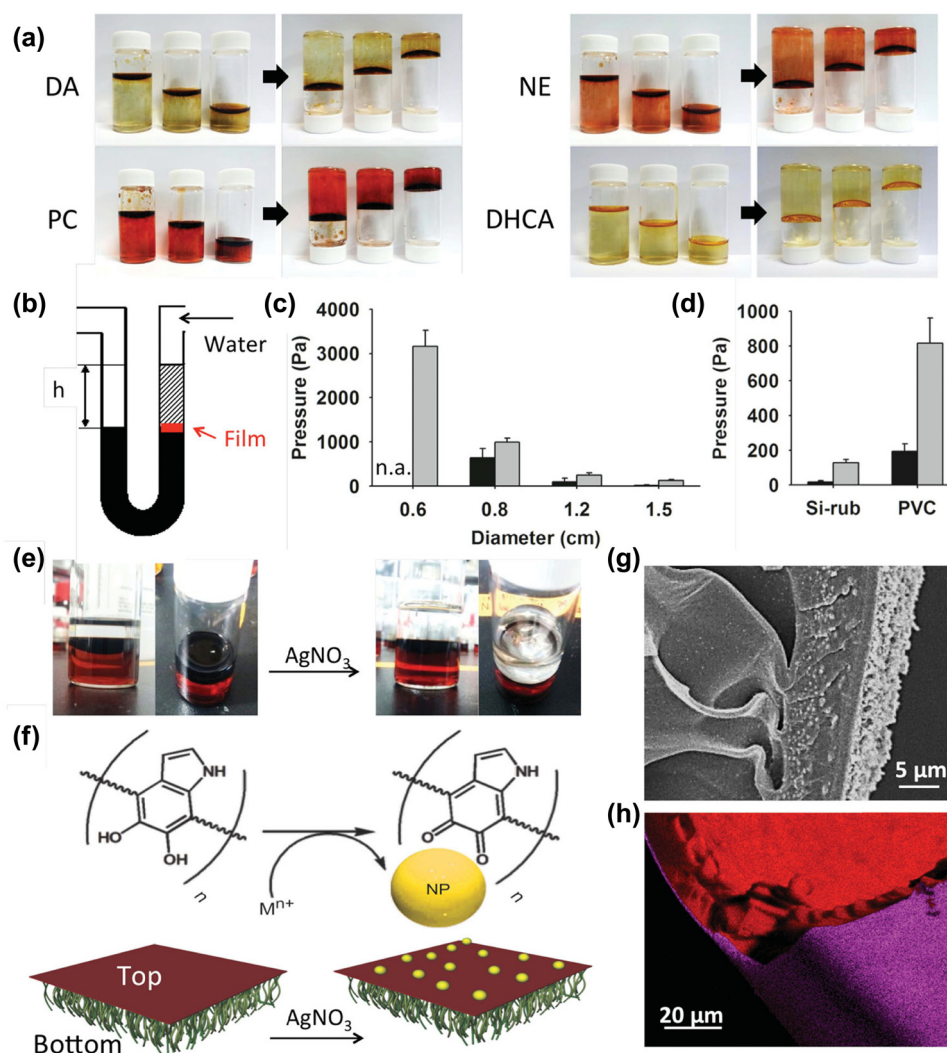 (a)
DA
NE
PC
DHCA
(b)
Water
h
Film
(c)
Pressure (Pa)
4000
3000
2000
1000
0
n.a.
0.6
0.8
1.2
1.5
Diameter (cm)
(d)
Pressure (Pa)
1000
800
600
400
200
0
Si-rub
PVC
(e)
AgNO3
(f)
NH
HO
OH
n
Mn+
NH
O
O
n
NP
Top
Bottom
AgNO3
(g)
5 μm
(h)
20 μm